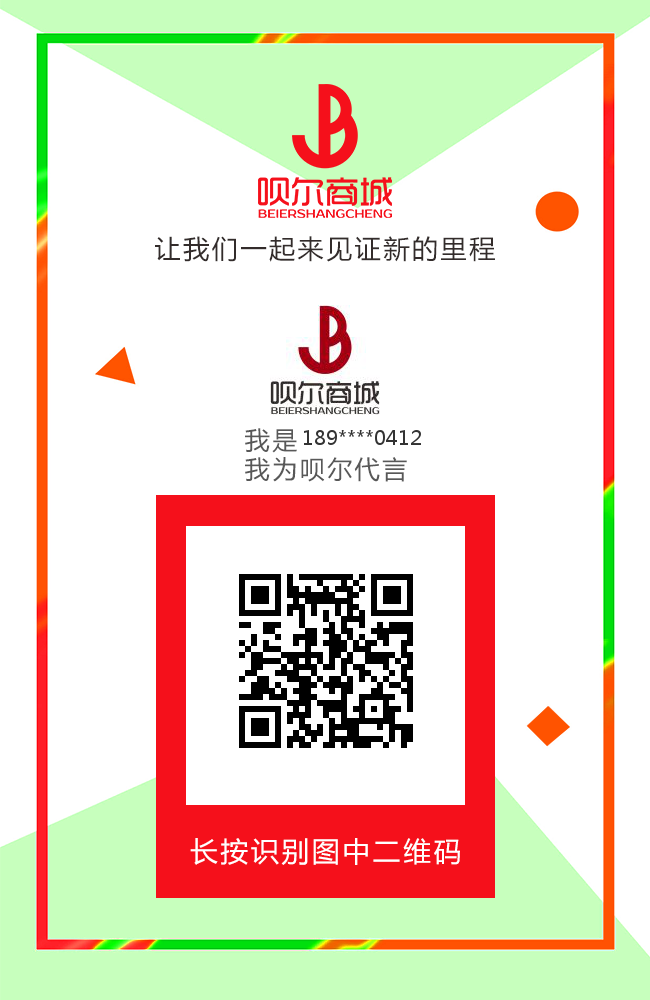 呗尔商城
BEIERSHANGCHENG
让我们一起来见证新的里程
呗尔商城
BEIERSHANGCHENG
我是 189****0412
我为呗尔代言
长按识别图中二维码